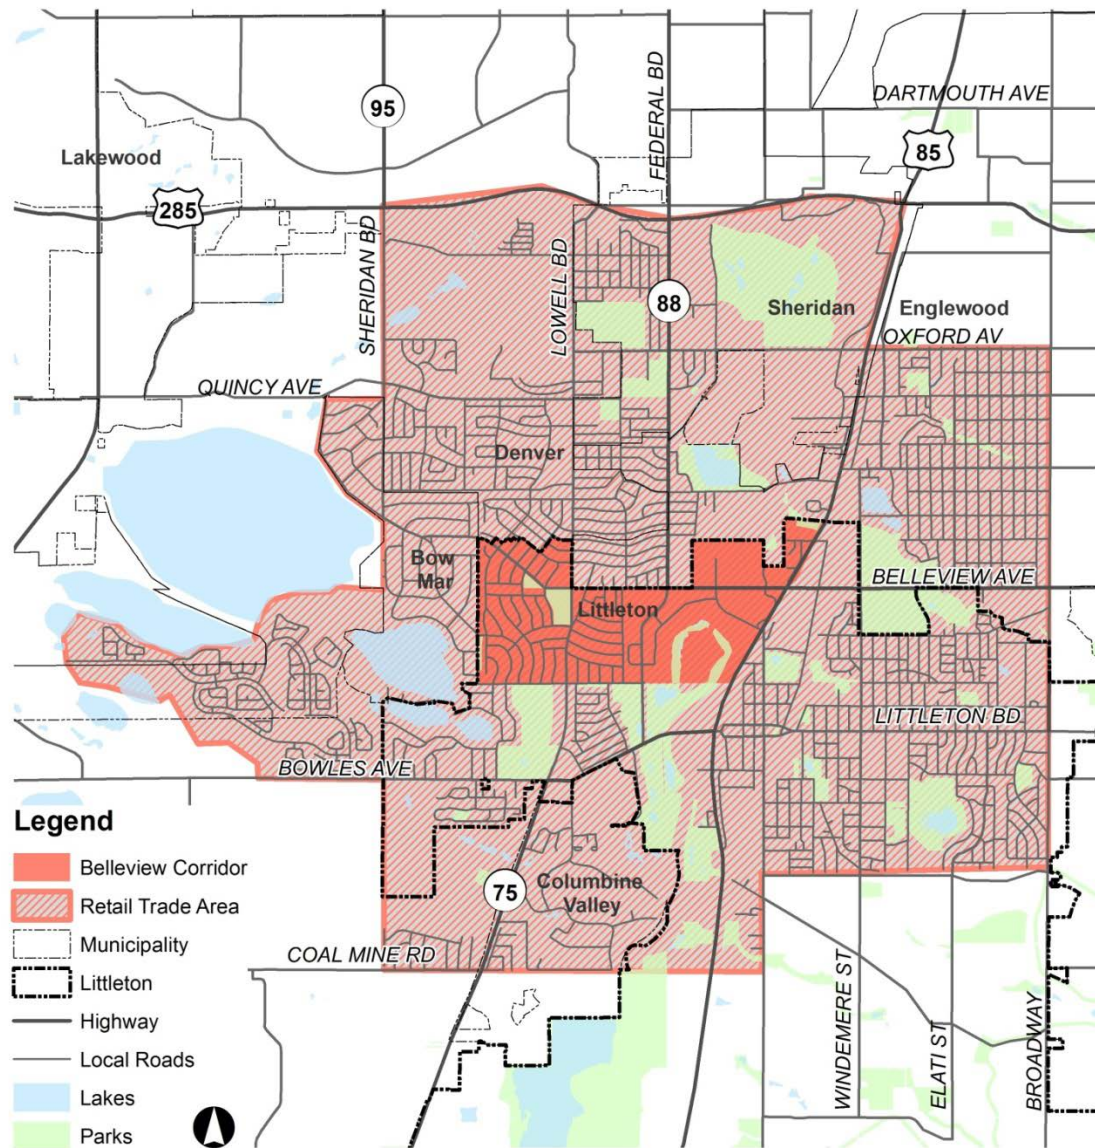 DARTMOUTH AVE
95
FEDERAL BD
85
Lakewood
285
SHERIDAN BD
LOWELL BD
88
Sheridan
Englewood
OXFORD AV
QUINCY AVE
Denver
Bow
Mar
BELLEVIEW AVE
Littleton
LITTLETON BD
BOWLES AVE
Legend
Belleview Corridor
Retail Trade Area
Municipality
Littleton
Highway
Local Roads
Lakes
Parks
75
Columbine
Valley
COAL MINE RD
WINDEMERE ST
ELATI ST
BROADWAY